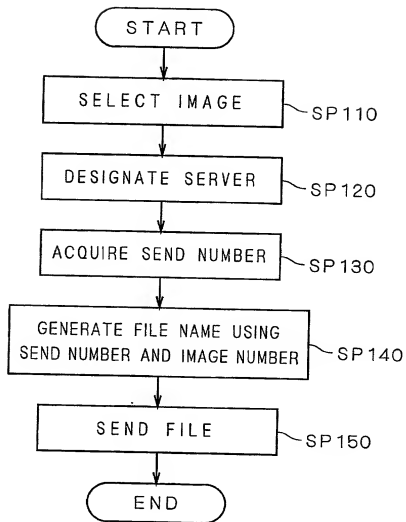 START
SELECT IMAGE
SP110
DESIGNATE SERVER
SP120
ACQUIRE SEND NUMBER
SP130
GENERATE FILE NAME USING
SEND NUMBER AND IMAGE NUMBER
SP140
SEND FILE
SP150
END